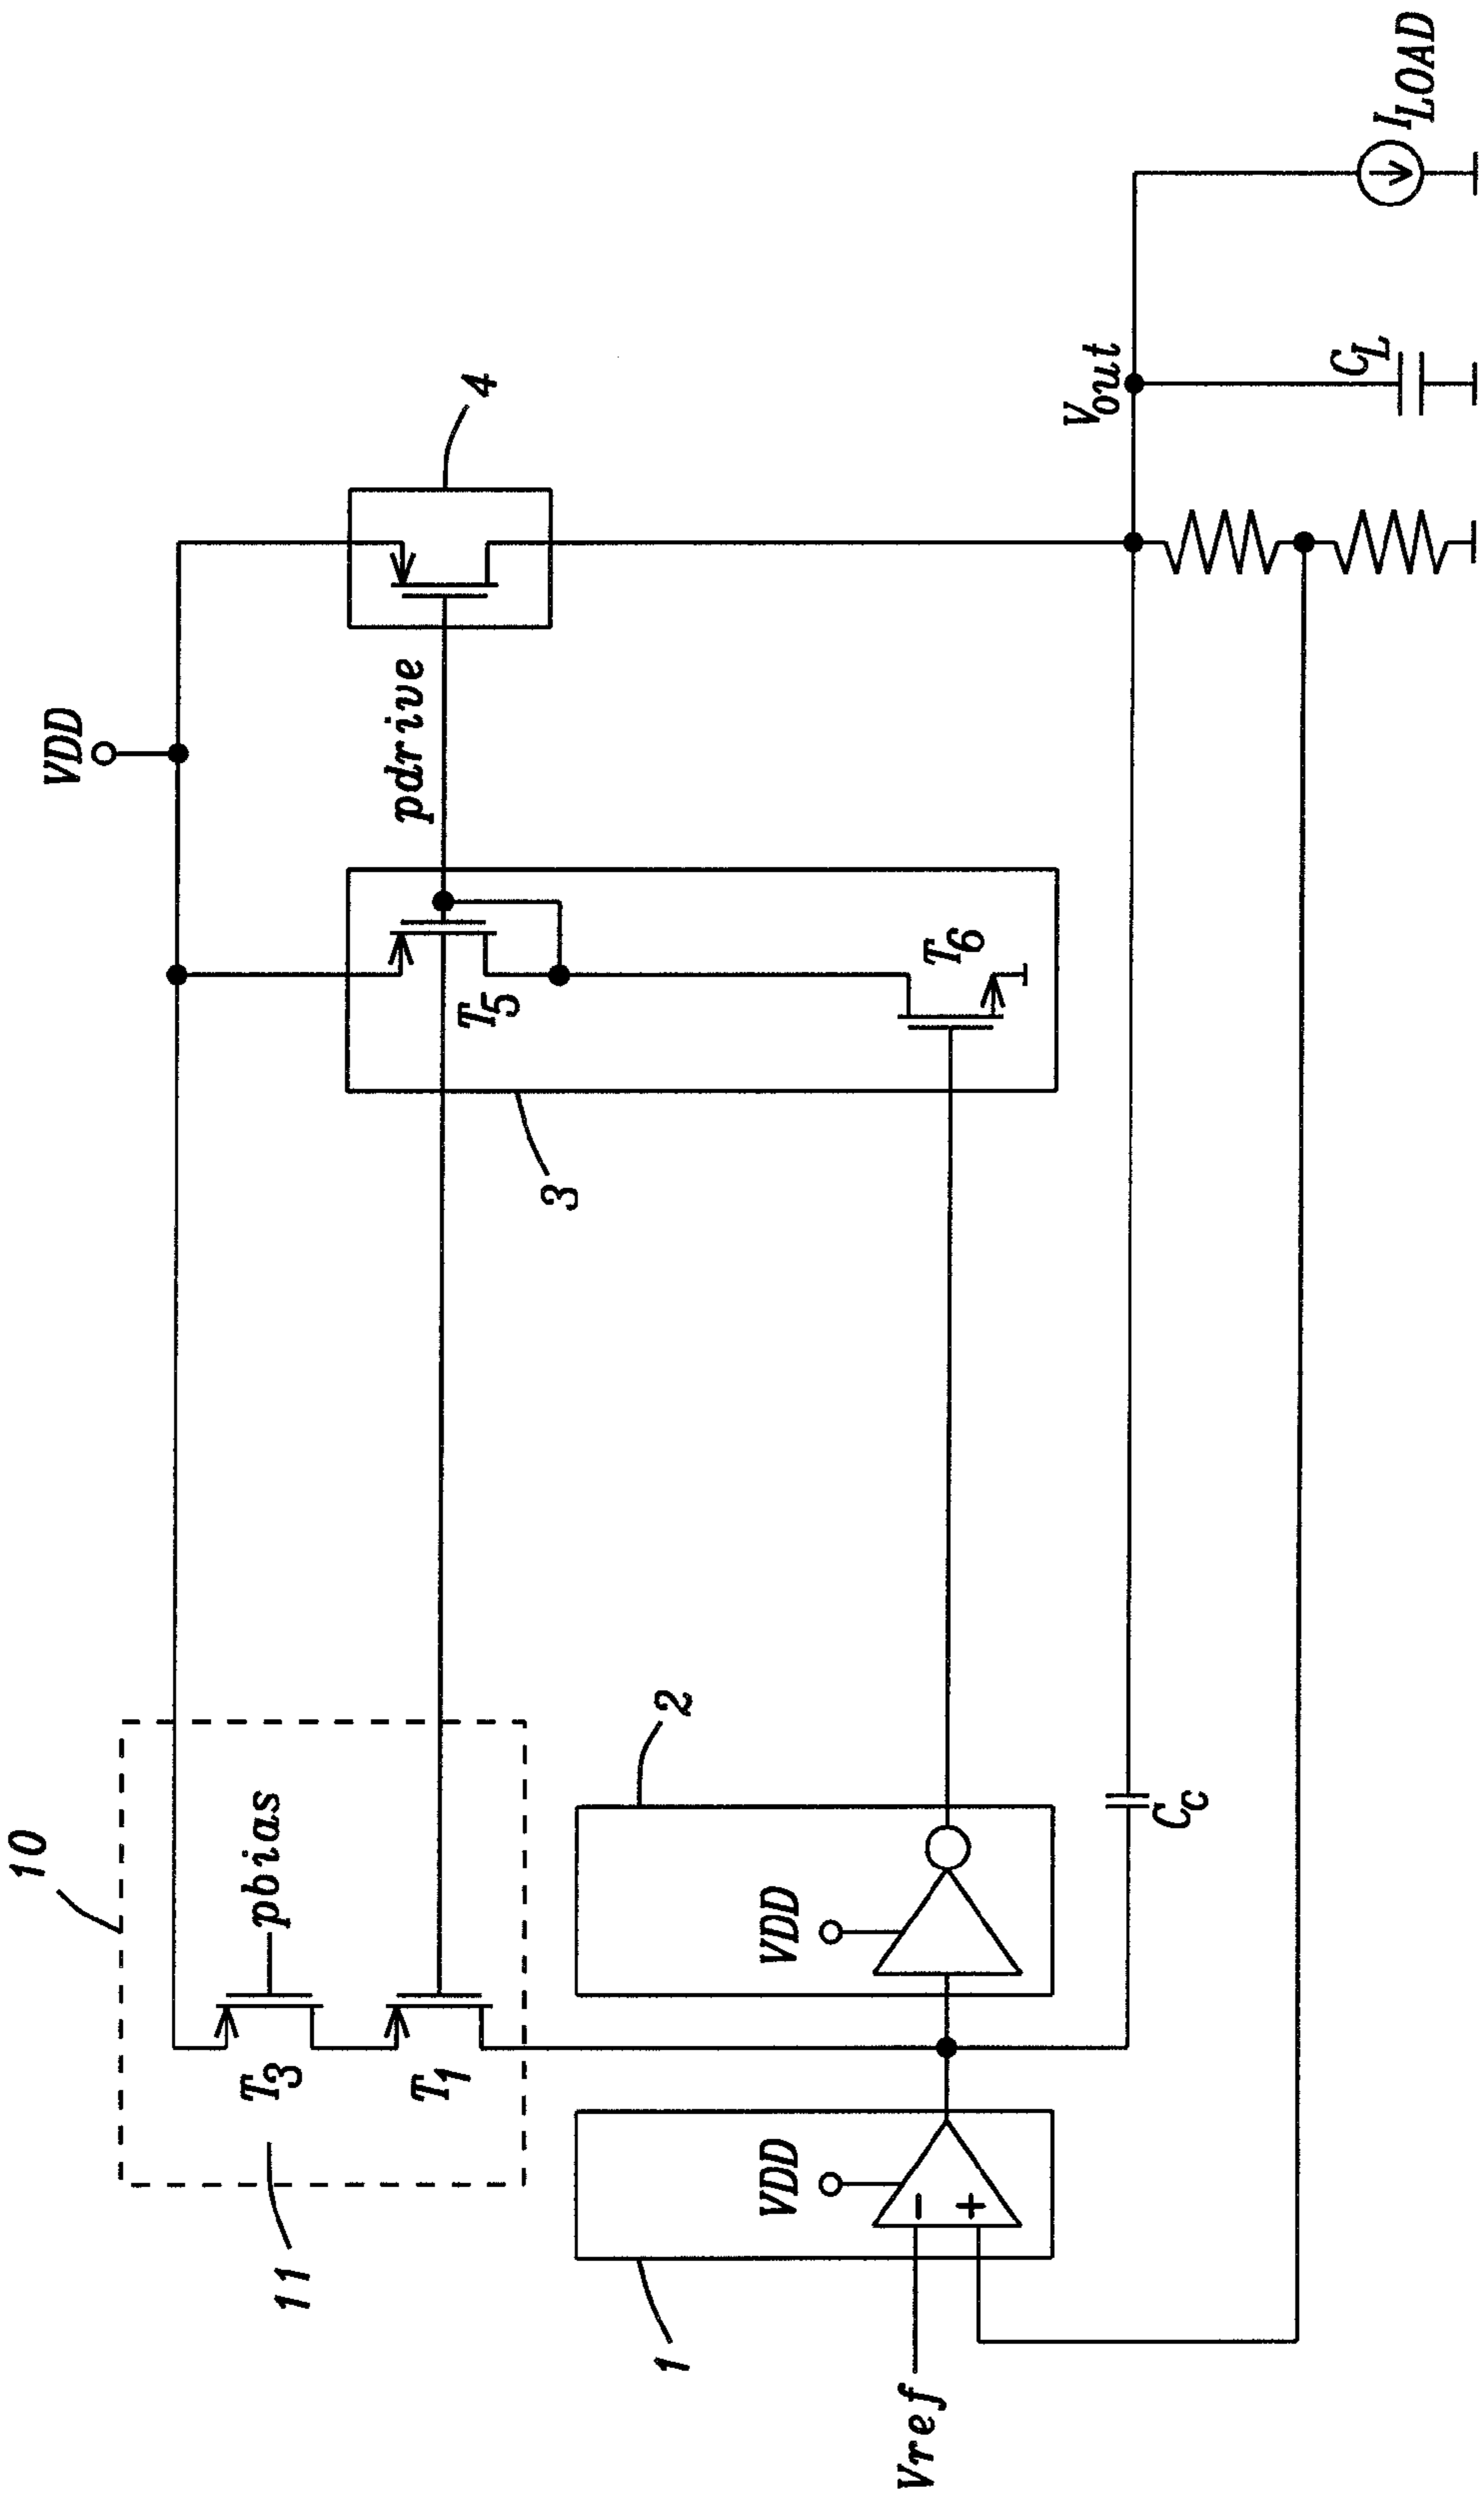 VDD
10
pbias
T3
T1
11
pdrive
4
T5
3
T6
2
VDD
VDD
1
Vref
CC
Vout
CL
ILOAD